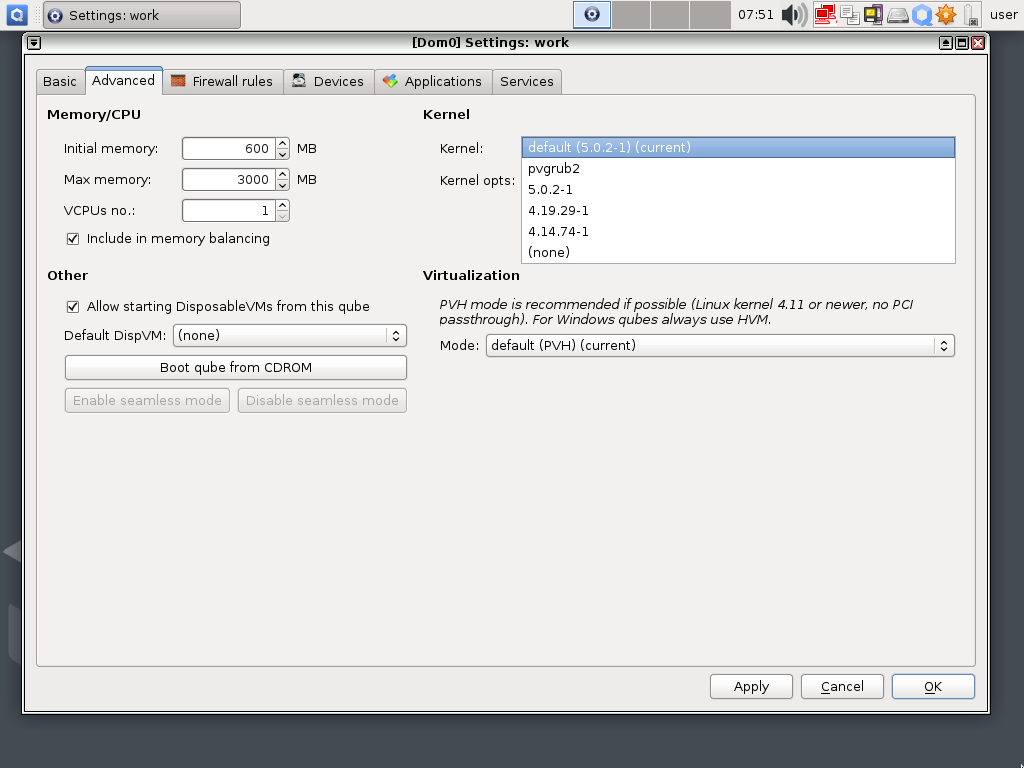 Settings: work
07:51
user
[Dom0] Settings: work
Basic
Advanced
Firewall rules
Devices
Applications
Services
Memory/CPU
Initial memory: 600 MB
Max memory: 3000 MB
VCPUs no.: 1
Include in memory balancing
Other
Allow starting DisposableVMs from this qube
Default DispVM: (none)
Boot qube from CDROM
Enable seamless mode
Disable seamless mode
Kernel
Kernel:
default (5.0.2-1) (current)
pvgrub2
Kernel opts:
5.0.2-1
4.19.29-1
4.14.74-1
(none)
Virtualization
PVH mode is recommended if possible (Linux kernel 4.11 or newer, no PCI
passthrough). For Windows qubes always use HVM.
Mode: default (PVH) (current)
Apply
Cancel
OK